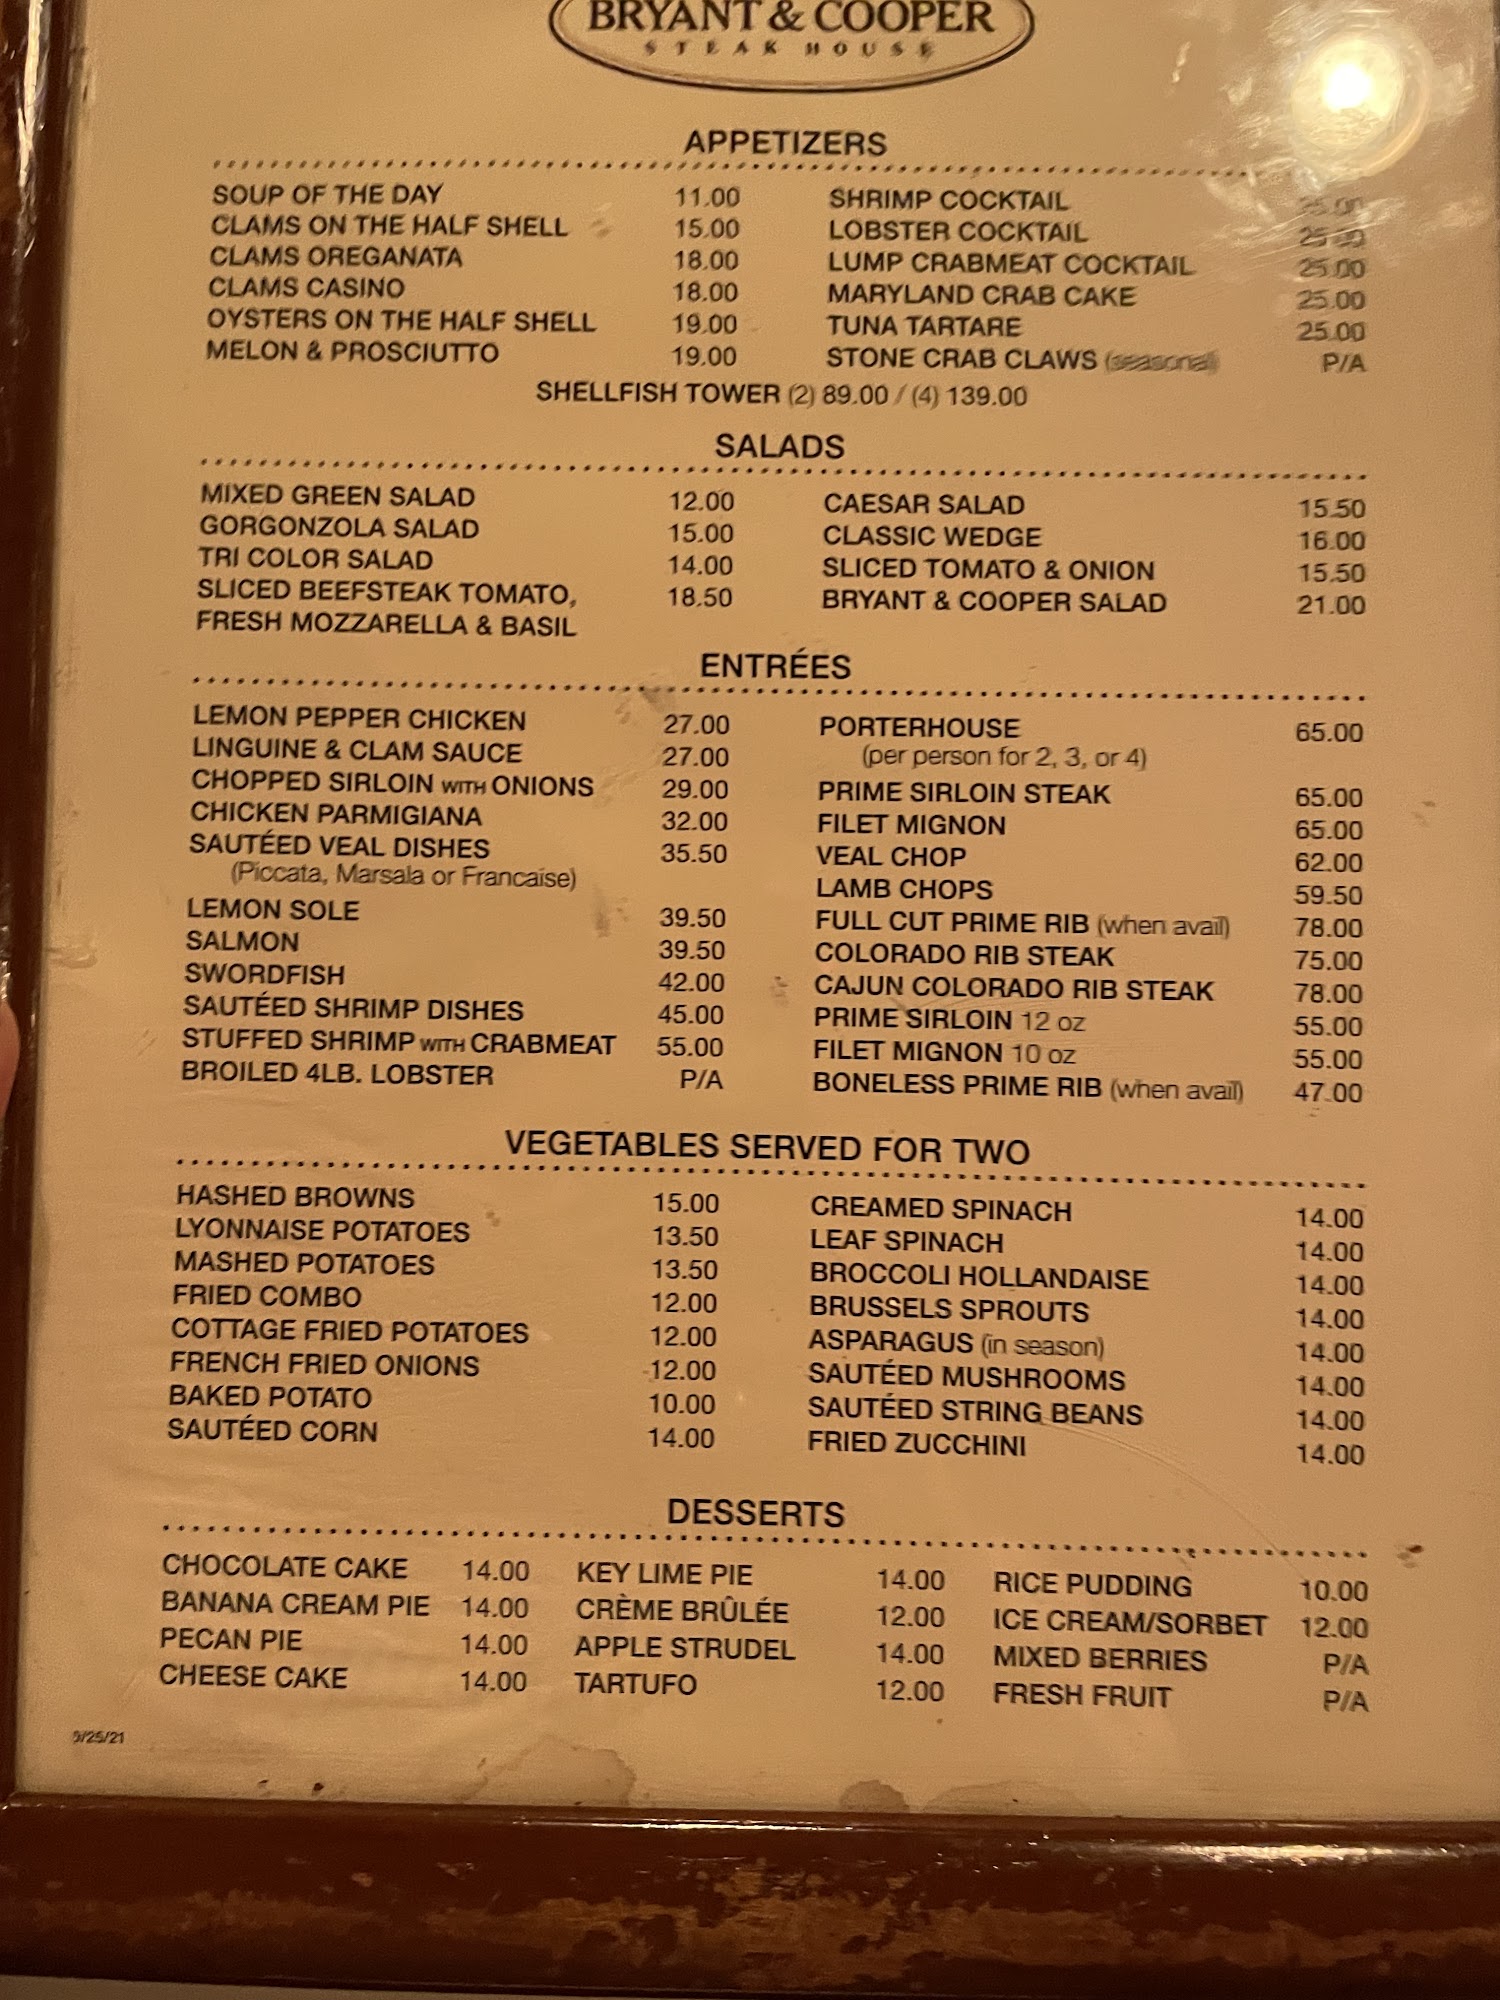 BRYANT & COOPER
STEAK HOUSE
APPETIZERS
SOUP OF THE DAY 11.00
CLAMS ON THE HALF SHELL 15.00
CLAMS OREGANATA 18.00
CLAMS CASINO 18.00
OYSTERS ON THE HALF SHELL 19.00
MELON & PROSCIUTTO 19.00
SHRIMP COCKTAIL
LOBSTER COCKTAIL 25.00
LUMP CRABMEAT COCKTAIL 25.00
MARYLAND CRAB CAKE 25.00
TUNA TARTARE 25.00
STONE CRAB CLAWS (seasonal) P/A
SHELLFISH TOWER (2) 89.00 / (4) 139.00
SALADS
MIXED GREEN SALAD 12.00
GORGONZOLA SALAD 15.00
TRI COLOR SALAD 14.00
SLICED BEEFSTEAK TOMATO, 18.50
FRESH MOZZARELLA & BASIL
CAESAR SALAD 15.50
CLASSIC WEDGE 16.00
SLICED TOMATO & ONION 15.50
BRYANT & COOPER SALAD 21.00
ENTRÉES
LEMON PEPPER CHICKEN 27.00
LINGUINE & CLAM SAUCE 27.00
CHOPPED SIRLOIN WITH ONIONS 29.00
CHICKEN PARMIGIANA 32.00
SAUTÉED VEAL DISHES 35.50
(Piccata, Marsala or Francaise)
LEMON SOLE 39.50
SALMON 39.50
SWORDFISH 42.00
SAUTÉED SHRIMP DISHES 45.00
STUFFED SHRIMP WITH CRABMEAT 55.00
BROILED 4LB. LOBSTER P/A
PORTERHOUSE 65.00
(per person for 2, 3, or 4)
PRIME SIRLOIN STEAK 65.00
FILET MIGNON 65.00
VEAL CHOP 62.00
LAMB CHOPS 59.50
FULL CUT PRIME RIB (when avail) 78.00
COLORADO RIB STEAK 75.00
CAJUN COLORADO RIB STEAK 78.00
PRIME SIRLOIN 12 oz 55.00
FILET MIGNON 10 oz 55.00
BONELESS PRIME RIB (when avail) 47.00
VEGETABLES SERVED FOR TWO
HASHED BROWNS 15.00
LYONNAISE POTATOES 13.50
MASHED POTATOES 13.50
FRIED COMBO 12.00
COTTAGE FRIED POTATOES 12.00
FRENCH FRIED ONIONS 12.00
BAKED POTATO 10.00
SAUTÉED CORN 14.00
CREAMED SPINACH 14.00
LEAF SPINACH 14.00
BROCCOLI HOLLANDAISE 14.00
BRUSSELS SPROUTS 14.00
ASPARAGUS (in season) 14.00
SAUTÉED MUSHROOMS 14.00
SAUTÉED STRING BEANS 14.00
FRIED ZUCCHINI 14.00
DESSERTS
CHOCOLATE CAKE 14.00
BANANA CREAM PIE 14.00
PECAN PIE 14.00
CHEESE CAKE 14.00
KEY LIME PIE 14.00
CRÈME BRÛLÉE 12.00
APPLE STRUDEL 14.00
TARTUFO 12.00
RICE PUDDING 10.00
ICE CREAM/SORBET 12.00
MIXED BERRIES P/A
FRESH FRUIT P/A
9/25/21